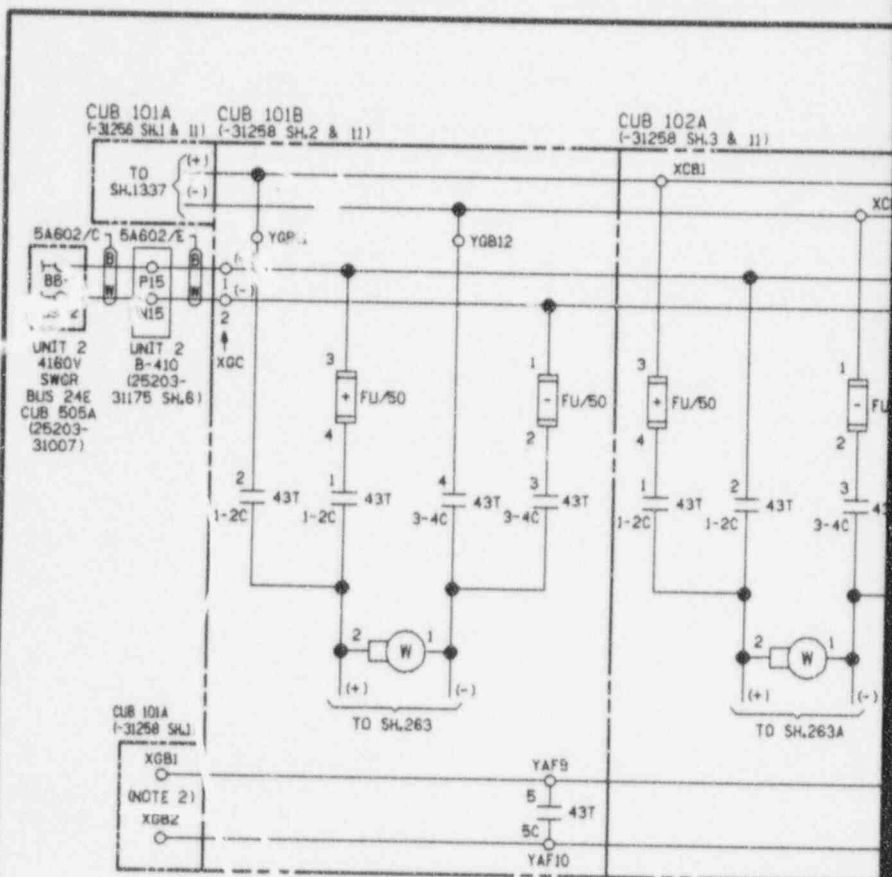 CUB 101A
(-31256 SH.1 & 11)
CUB 101B
(-31258 SH.2 & 11)
CUB 102A
(-31258 SH.3 & 11)
TO
SH.1337
(+)
(-)
XCB1
YGB12
5A602/C
5A602/E
B
W
P15
B
W
(-)
1
2
XGC
UNIT 2
4160V
SWGR
BUS 24E
CUB 505A
(25203-
31007)
UNIT 2
B-410
(25203-
31175 SH.6)
3
+
FU/50
4
1
-
FU/50
2
3
+
FU/50
4
1
-
2
2
43T
1-2C
1
43T
1-2C
4
43T
3-4C
3
43T
3-4C
1
43T
1-2C
2
43T
1-2C
3
43T
3-4C
2
W
1
(+)
(-)
TO SH.263
2
W
1
(+)
(-)
TO SH.263A
CUB 101A
(-31258 SH.1
XGB1
(NOTE 2)
XGB2
YAF9
5
43T
5C
YAF10